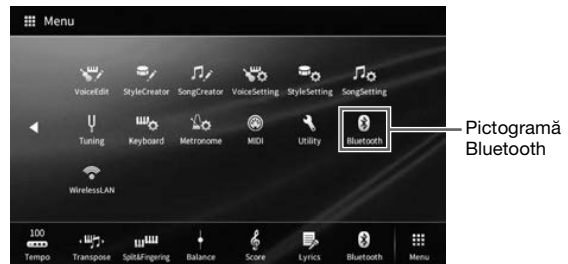 Menu
VoiceEdit StyleCreator SongCreator VoiceSetting StyleSetting SongSetting
Tuning Keyboard Metronome MIDI Utility Bluetooth
WirelessLAN
100
Tempo Transpose Split&Fingering Balance Score Lyrics Bluetooth Menu
Pictogramă
Bluetooth